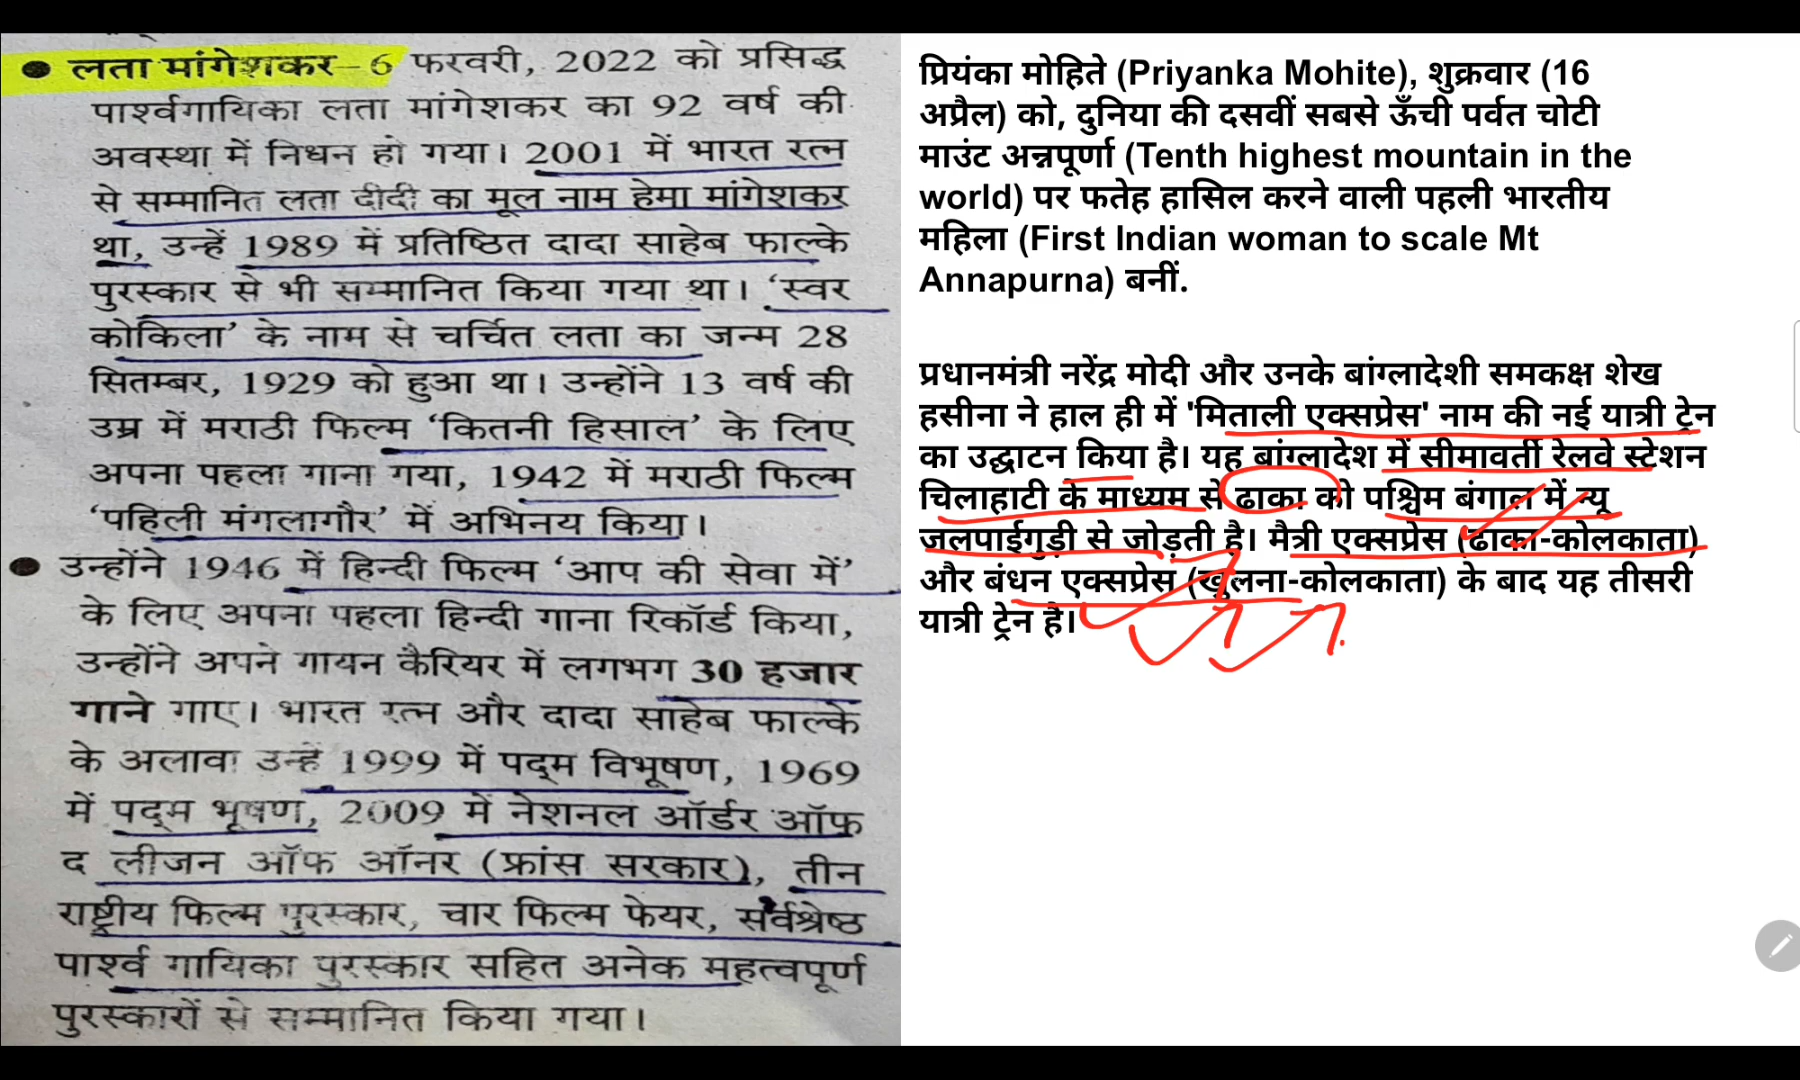 लता मांगेशकर–6 फरवरी, 2022 को प्रसिद्ध
पार्श्वगायिका लता मांगेशकर का 92 वर्ष की
अवस्था में निधन हो गया। 2001 में भारत रत्न
से सम्मानित लता दीदी का मूल नाम हेमा मांगेशकर
था, उन्हें 1989 में प्रतिष्ठित दादा साहेब फाल्के
पुरस्कार से भी सम्मानित किया गया था। ‘स्वर
कोकिला’ के नाम से चर्चित लता का जन्म 28
सितम्बर, 1929 को हुआ था। उन्होंने 13 वर्ष की
उम्र में मराठी फिल्म ‘कितनी हिसाल’ के लिए
अपना पहला गाना गया, 1942 में मराठी फिल्म
‘पहिली मंगलागौर’ में अभिनय किया।
उन्होंने 1946 में हिन्दी फिल्म ‘आप की सेवा में’
के लिए अपना पहला हिन्दी गाना रिकॉर्ड किया,
उन्होंने अपने गायन कैरियर में लगभग 30 हजार
गाने गाए। भारत रत्न और दादा साहेब फाल्के
के अलावा उन्हें 1999 में पद्म विभूषण, 1969
में पद्म भूषण, 2009 में नेशनल ऑर्डर ऑफ
द लीजन ऑफ ऑनर (फ्रांस सरकार), तीन
राष्ट्रीय फिल्म पुरस्कार, चार फिल्म फेयर, सर्वश्रेष्ठ
पार्श्व गायिका पुरस्कार सहित अनेक महत्वपूर्ण
पुरस्कारों से सम्मानित किया गया।
प्रियंका मोहिते (Priyanka Mohite), शुक्रवार (16
अप्रैल) को, दुनिया की दसवीं सबसे ऊँची पर्वत चोटी
माउंट अन्नपूर्णा (Tenth highest mountain in the
world) पर फतेह हासिल करने वाली पहली भारतीय
महिला (First Indian woman to scale Mt
Annapurna) बनीं.
प्रधानमंत्री नरेंद्र मोदी और उनके बांग्लादेशी समकक्ष शेख
हसीना ने हाल ही में 'मिताली एक्सप्रेस' नाम की नई यात्री ट्रेन
का उद्घाटन किया है। यह बांग्लादेश में सीमावर्ती रेलवे स्टेशन
चिलाहाटी के माध्यम से ढाका को पश्चिम बंगाल में न्यू
जलपाईगुड़ी से जोड़ती है। मैत्री एक्सप्रेस (ढाका-कोलकाता)
और बंधन एक्सप्रेस (खुलना-कोलकाता) के बाद यह तीसरी
यात्री ट्रेन है।